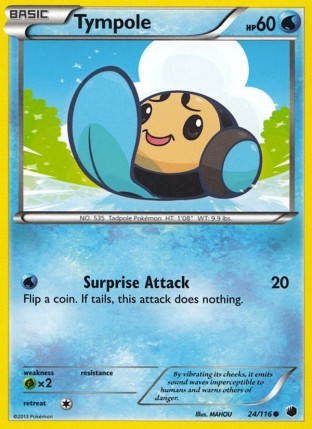 BASIC
Tympole
HP60
NO. 535 Tadpole Pokémon HT: 1'08" WT: 9.9 lbs.
Surprise Attack 20
Flip a coin. If tails, this attack does nothing.
weakness resistance
×2
retreat
By vibrating its cheeks, it emits
sound waves imperceptible to
humans and warns others of
danger.
©2013 Pokémon
Illus. MAHOU
24/116